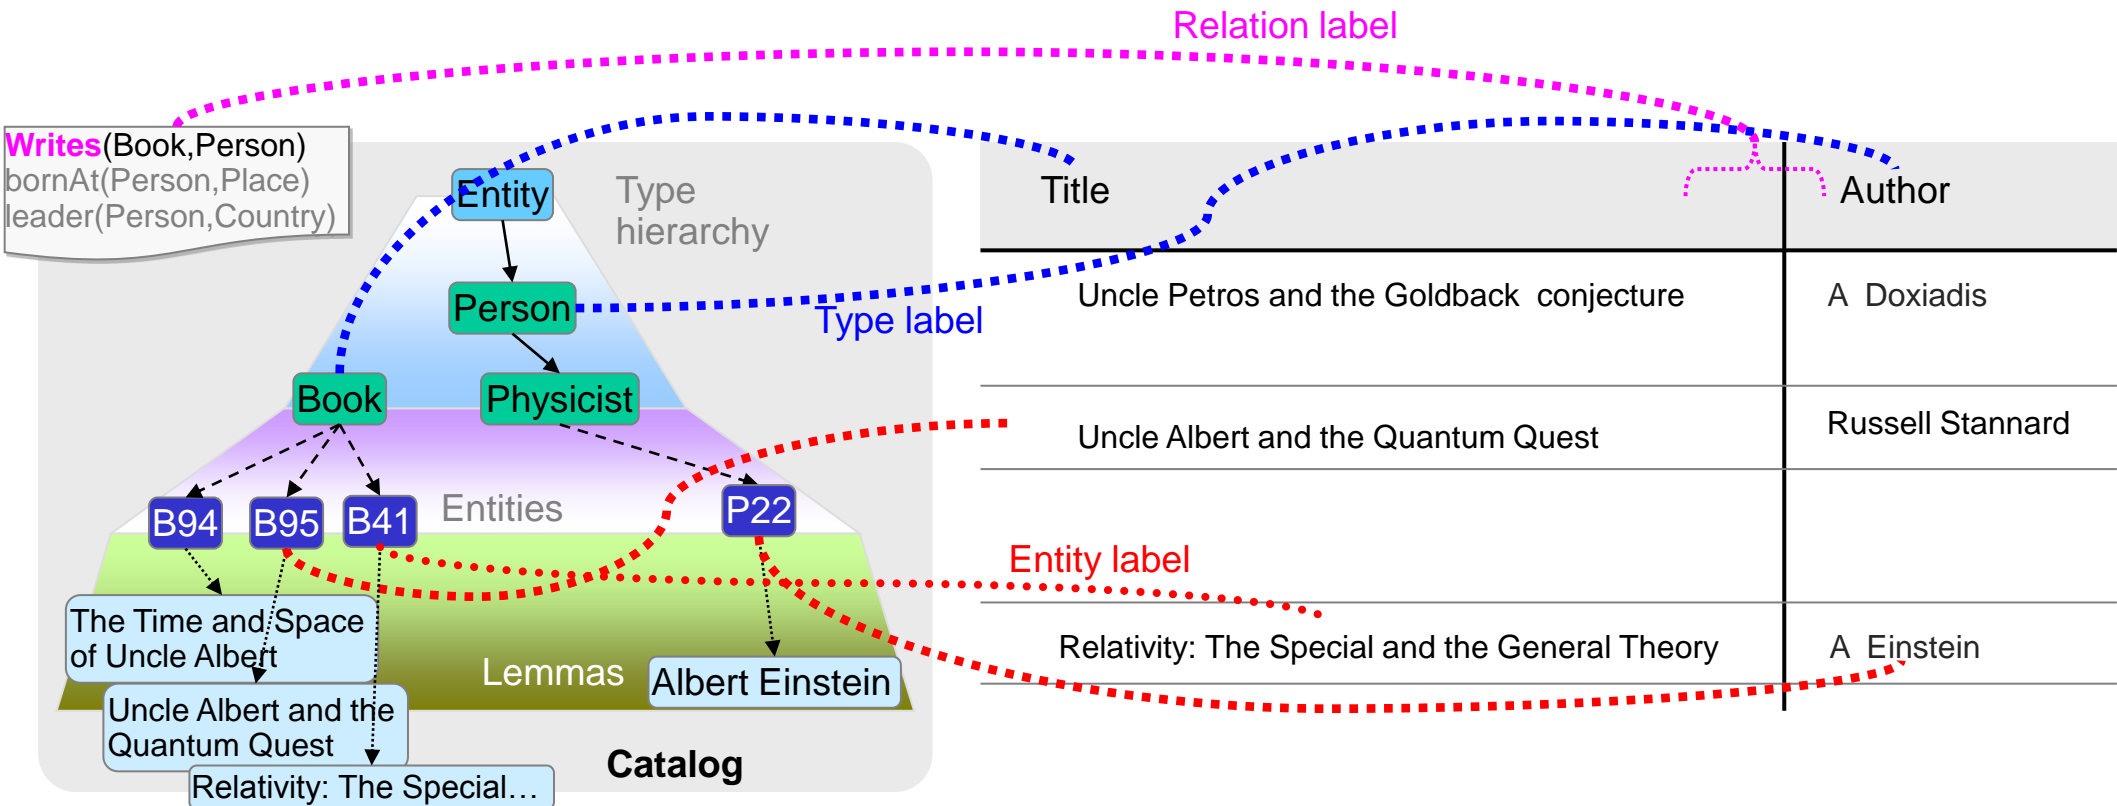 Relation label
Writes(Book,Person)
bornAt(Person,Place)
leader(Person,Country)
Entity
Type
hierarchy
Title
Author
Person
Type label
Uncle Petros and the Goldback conjecture
A Doxiadis
Book
Physicist
Uncle Albert and the Quantum Quest
Russell Stannard
B94
B95
B41
Entities
P22
Entity label
The Time and Space
of Uncle Albert
Lemmas
Albert Einstein
Relativity: The Special and the General Theory
A Einstein
Uncle Albert and the
Quantum Quest
Catalog
Relativity: The Special…